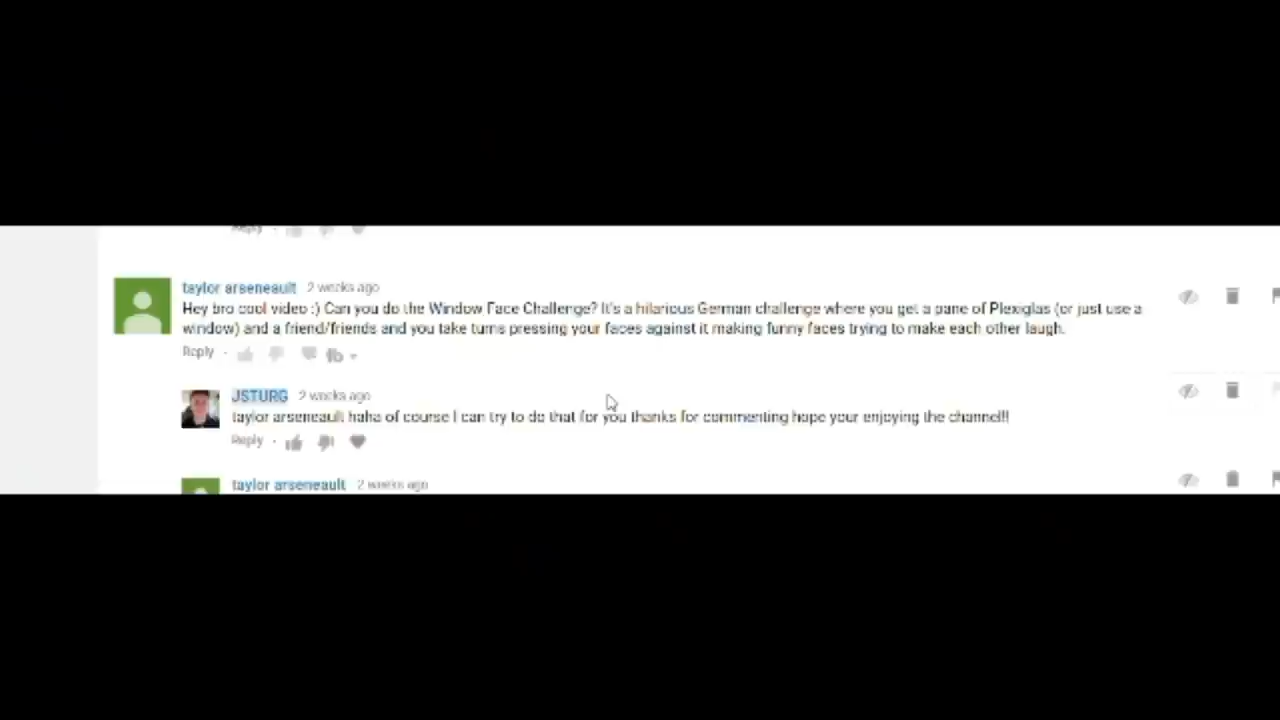 Reply ·
taylor arseneault 2 weeks ago
Hey bro cool video :) Can you do the Window Face Challenge? It's a hilarious German challenge where you get a pane of Plexiglas (or just use a
window) and a friend/friends and you take turns pressing your faces against it making funny faces trying to make each other laugh.
Reply ·
JSTURG 2 weeks ago
taylor arseneault haha of course I can try to do that for you thanks for commenting hope your enjoying the channel!!
Reply ·
taylor arseneault 2 weeks ago